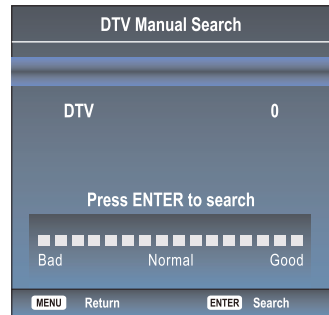 DTV Manual Search
DTV 0
Press ENTER to search
Bad Normal Good
MENU Return ENTER Search